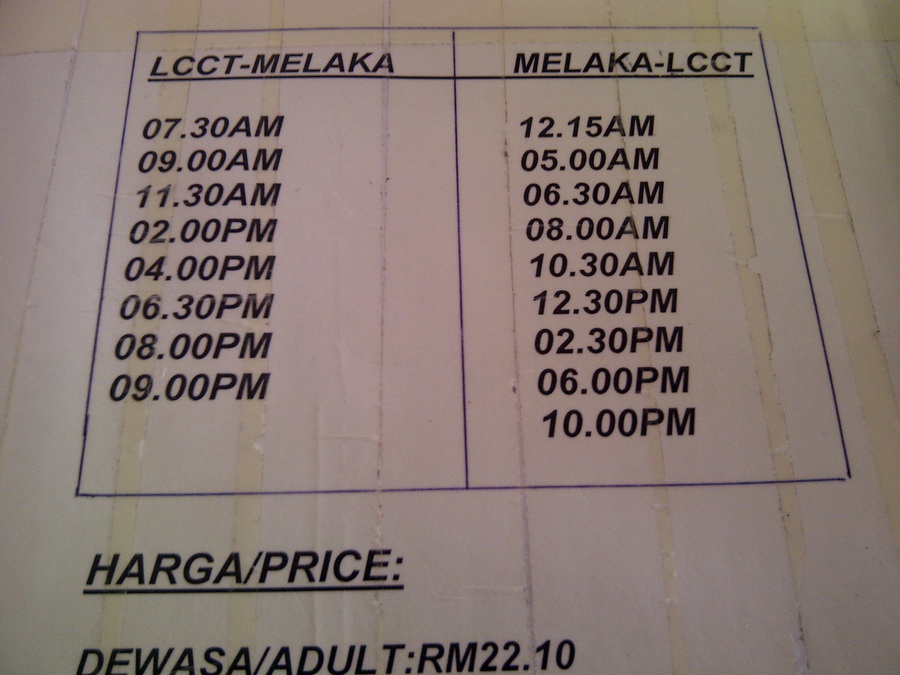 LCCT-MELAKA MELAKA-LCCT
07.30AM 12.15AM
09.00AM 05.00AM
11.30AM 06.30AM
02.00PM 08.00AM
04.00PM 10.30AM
06.30PM 12.30PM
08.00PM 02.30PM
09.00PM 06.00PM
10.00PM
HARGA/PRICE:
DEWASA/ADULT:RM22.10